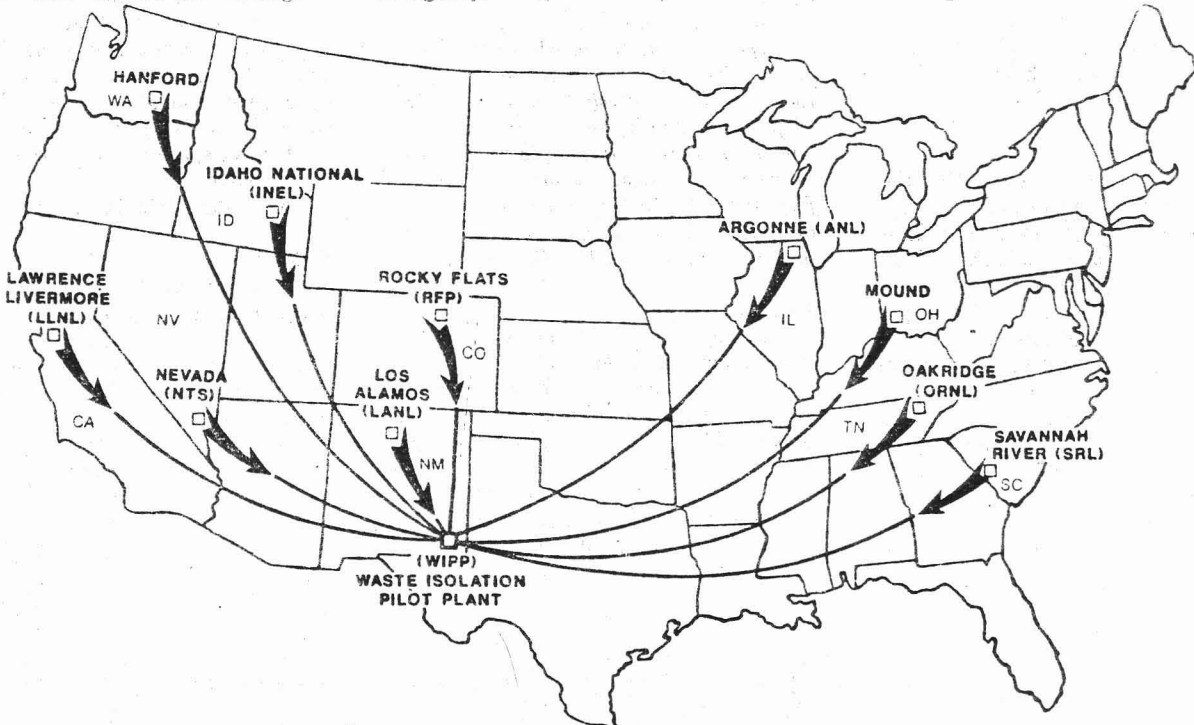 HANFORD
WA
IDAHO NATIONAL
(INEL)
ID
ARGONNE (ANL)
LAWRENCE
LIVERMORE
(LLNL)
NV
ROCKY FLATS
(RFP)
CO
IL
MOUND
OH
NEVADA
(NTS)
LOS
ALAMOS
(LANL)
OAKRIDGE
(ORNL)
CA
TN
NM
SAVANNAH
RIVER (SRL)
SC
(WIPP)
WASTE ISOLATION
PILOT PLANT